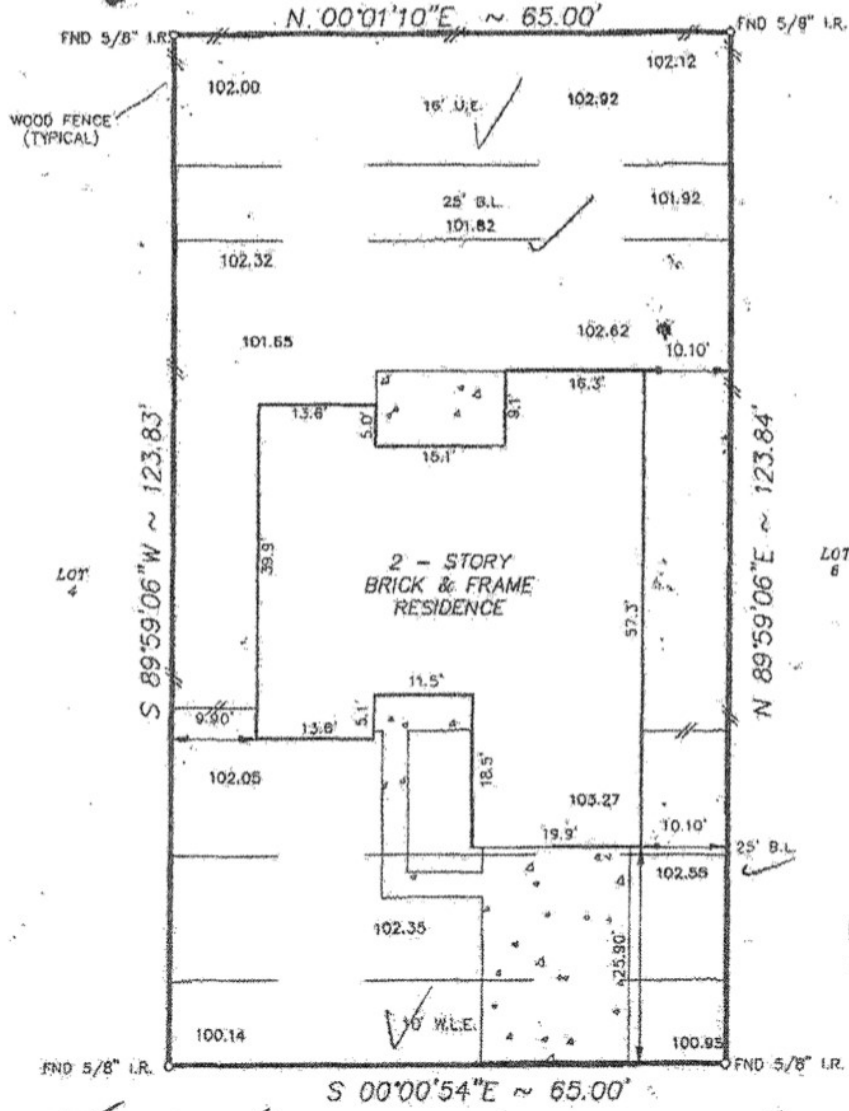 N. 00°01'10"E ~ 65.00'
FND 5/8" I.R.
FND 5/8" I.R.
102.12
102.00
102.92
16' U.E.
WOOD FENCE
(TYPICAL)
25' B.L.
101.92
101.82
102.32
101.65
102.62
10.10'
16.3'
13.6'
5.0'
9.1'
15.1'
S 89°59'06"W ~ 123.83'
N 89°59'06"E ~ 123.84'
39.9'
2 - STORY
BRICK & FRAME
RESIDENCE
LOT
4
LOT
6
57.3'
11.5'
9.90'
5.1'
13.6'
18.5'
102.05
103.27
19.9'
10.10'
25' B.L.
102.55
102.35
25.90'
10' W.L.E.
100.14
100.93
FND 5/8" I.R.
FND 5/8" I.R.
S 00°00'54"E ~ 65.00'